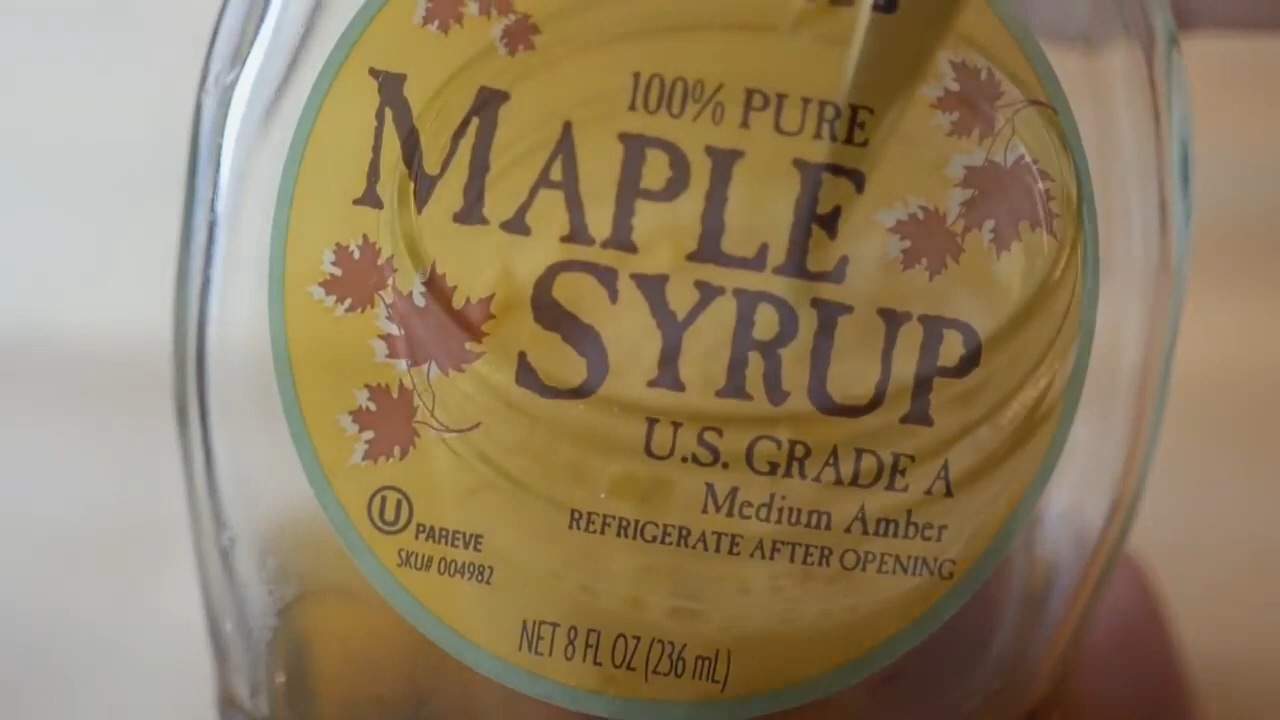 100% PURE
MAPLE
SYRUP
U.S. GRADE A
Medium Amber
REFRIGERATE AFTER OPENING
U PAREVE
SKU# 004982
NET 8 FL OZ (236 mL)